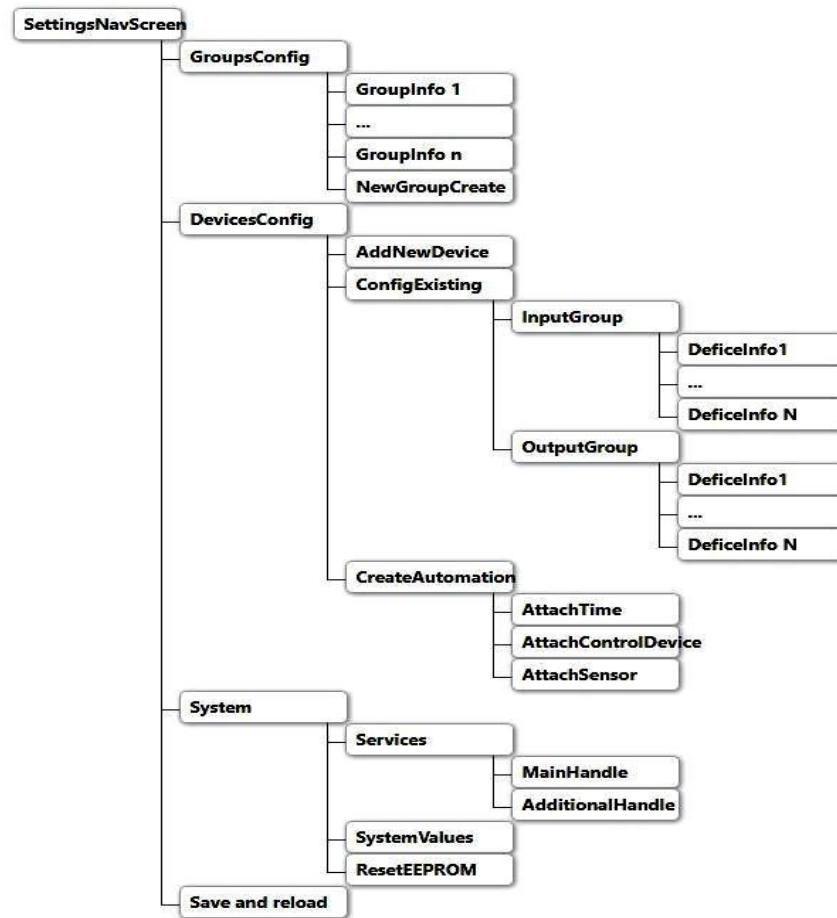 SettingsNavScreen
GroupsConfig
GroupInfo 1
...
GroupInfo n
NewGroupCreate
DevicesConfig
AddNewDevice
ConfigExisting
InputGroup
DeficeInfo1
...
DeficeInfo N
OutputGroup
DeficeInfo1
...
DeficeInfo N
CreateAutomation
AttachTime
AttachControlDevice
AttachSensor
System
Services
MainHandle
AdditionalHandle
SystemValues
ResetEEPROM
Save and reload